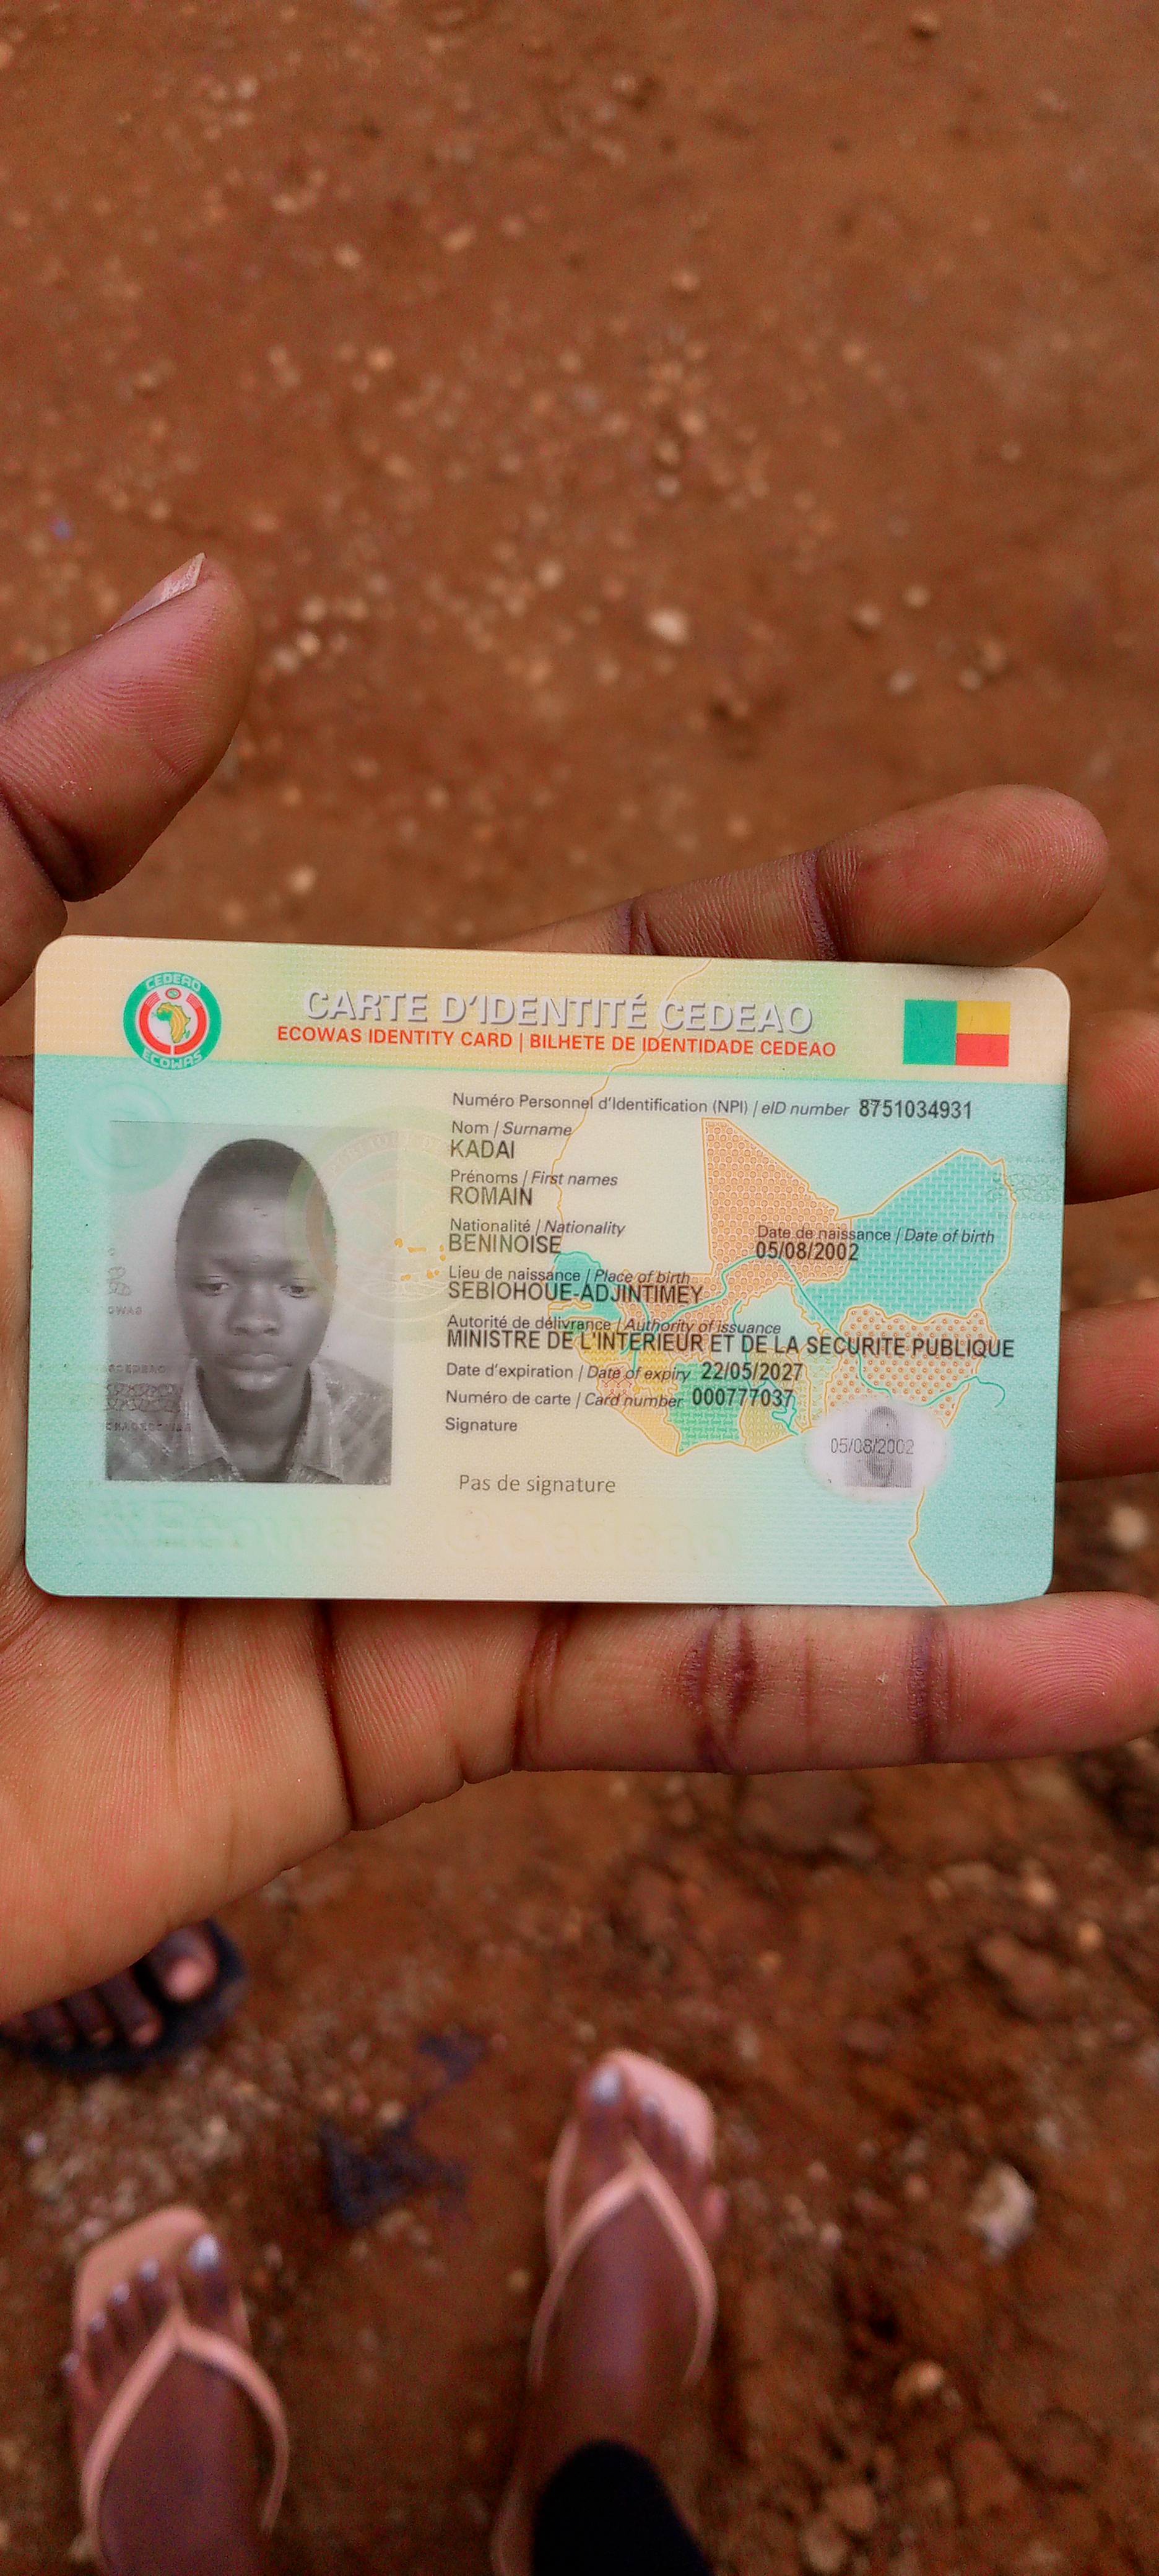 CEDEAO
ECOWAS
CARTE D'IDENTITÉ CEDEAO
ECOWAS IDENTITY CARD | BILHETE DE IDENTIDADE CEDEAO
Numéro Personnel d'Identification (NPI) / eID number 8751034931
Nom / Surname
KADAI
Prénoms / First names
ROMAIN
Nationalité / Nationality
BENINOISE
Date de naissance / Date of birth
05/08/2002
Lieu de naissance / Place of birth
SEBIOHOUE-ADJINTIMEY
Autorité de délivrance / Authority of issuance
MINISTRE DE L'INTERIEUR ET DE LA SECURITE PUBLIQUE
Date d'expiration / Date of expiry 22/05/2027
Numéro de carte / Card number 000777037
Signature
Pas de signature
05/08/2002